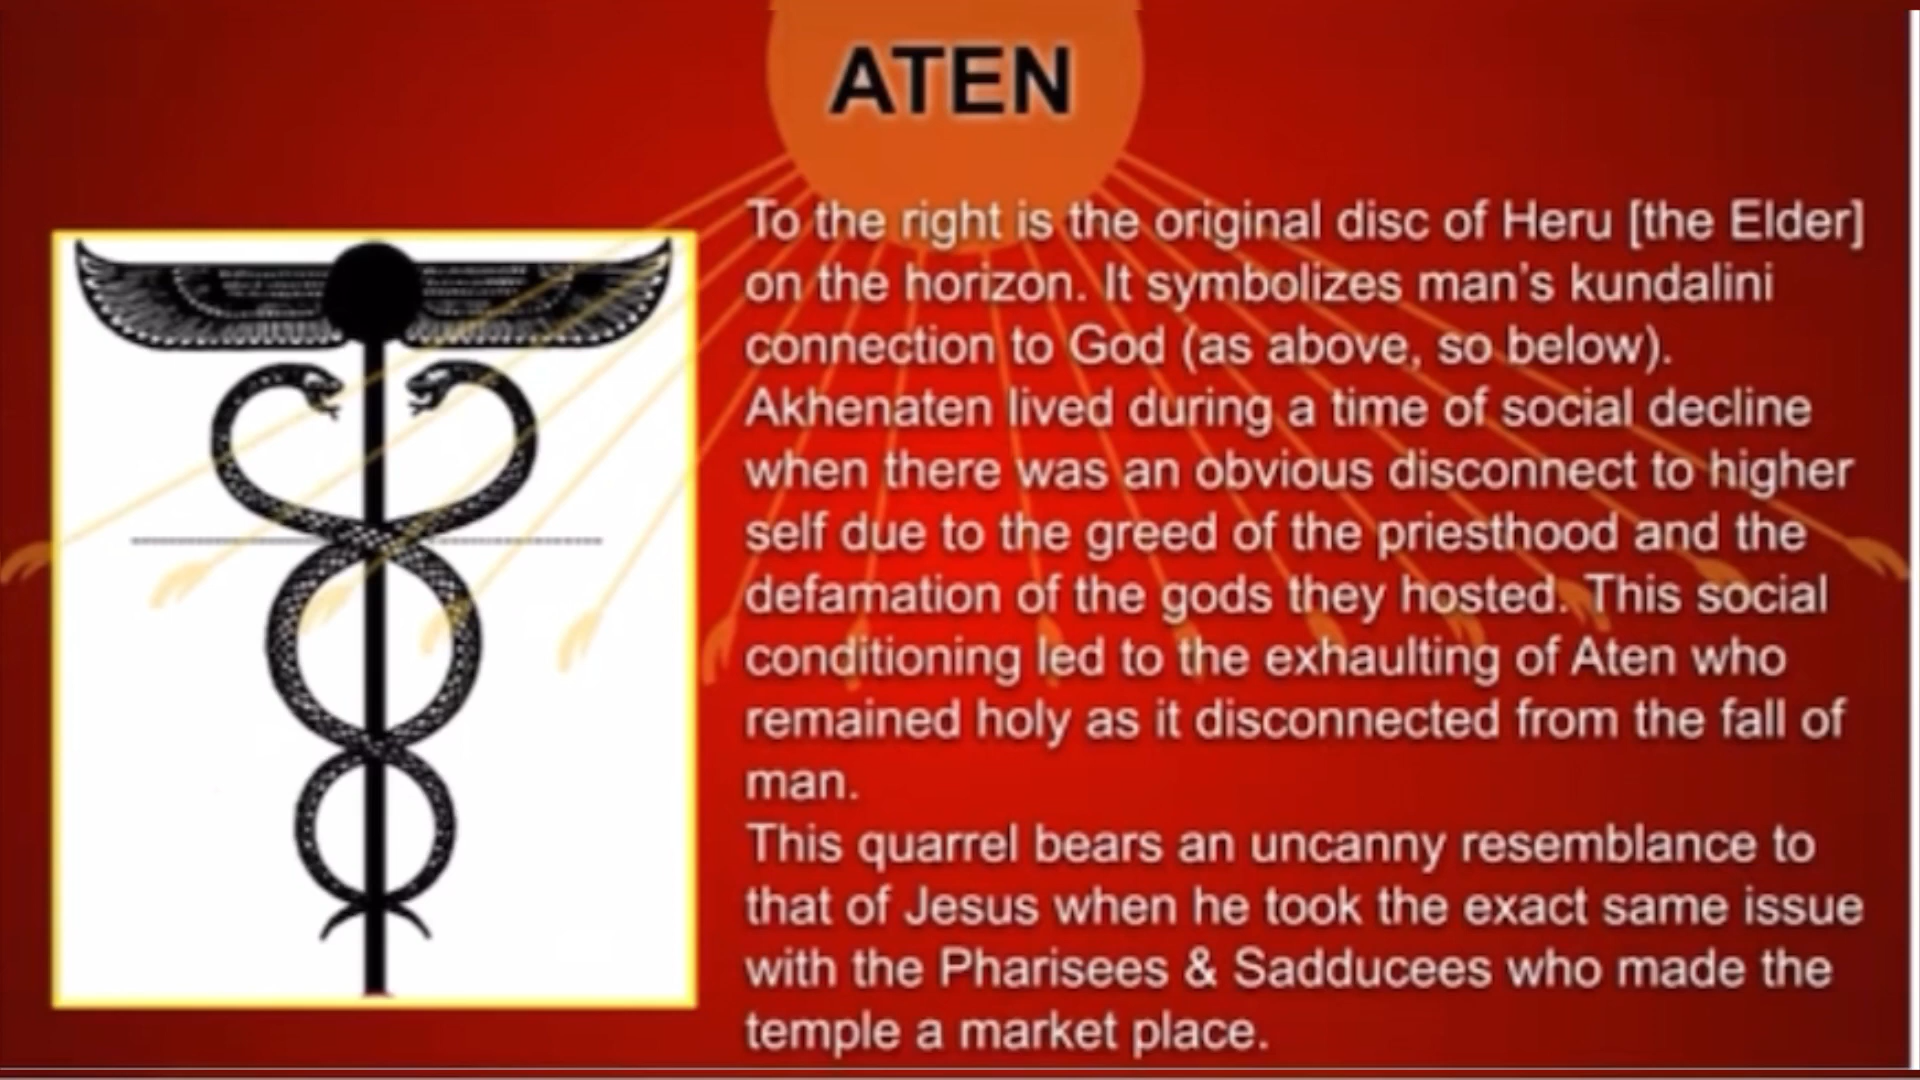 ATEN
To the right is the original disc of Heru [the Elder]
on the horizon. It symbolizes man's kundalini
connection to God (as above, so below).
Akhenaten lived during a time of social decline
when there was an obvious disconnect to higher
self due to the greed of the priesthood and the
defamation of the gods they hosted. This social
conditioning led to the exhaulting of Aten who
remained holy as it disconnected from the fall of
man.
This quarrel bears an uncanny resemblance to
that of Jesus when he took the exact same issue
with the Pharisees & Sadducees who made the
temple a market place.